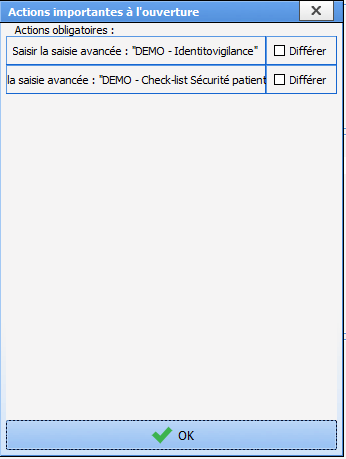 Actions importantes à l'ouverture
Actions obligatoires :
Saisir la saisie avancée : "DEMO - Identitovigilance" Différer
la saisie avancée : "DEMO - Check-list Sécurité patient Différer
OK